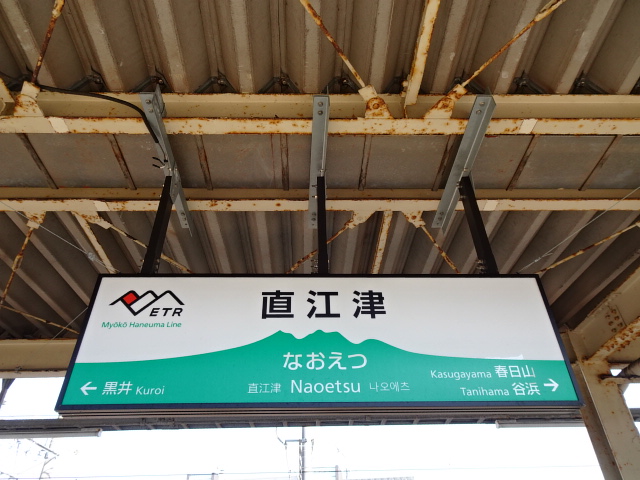 ETR
Myōkō Haneuma Line
直江津
なおえつ
← 黒井 Kuroi
直江津 Naoetsu 나오에츠
Kasugayama 春日山
Tanihama 谷浜 →